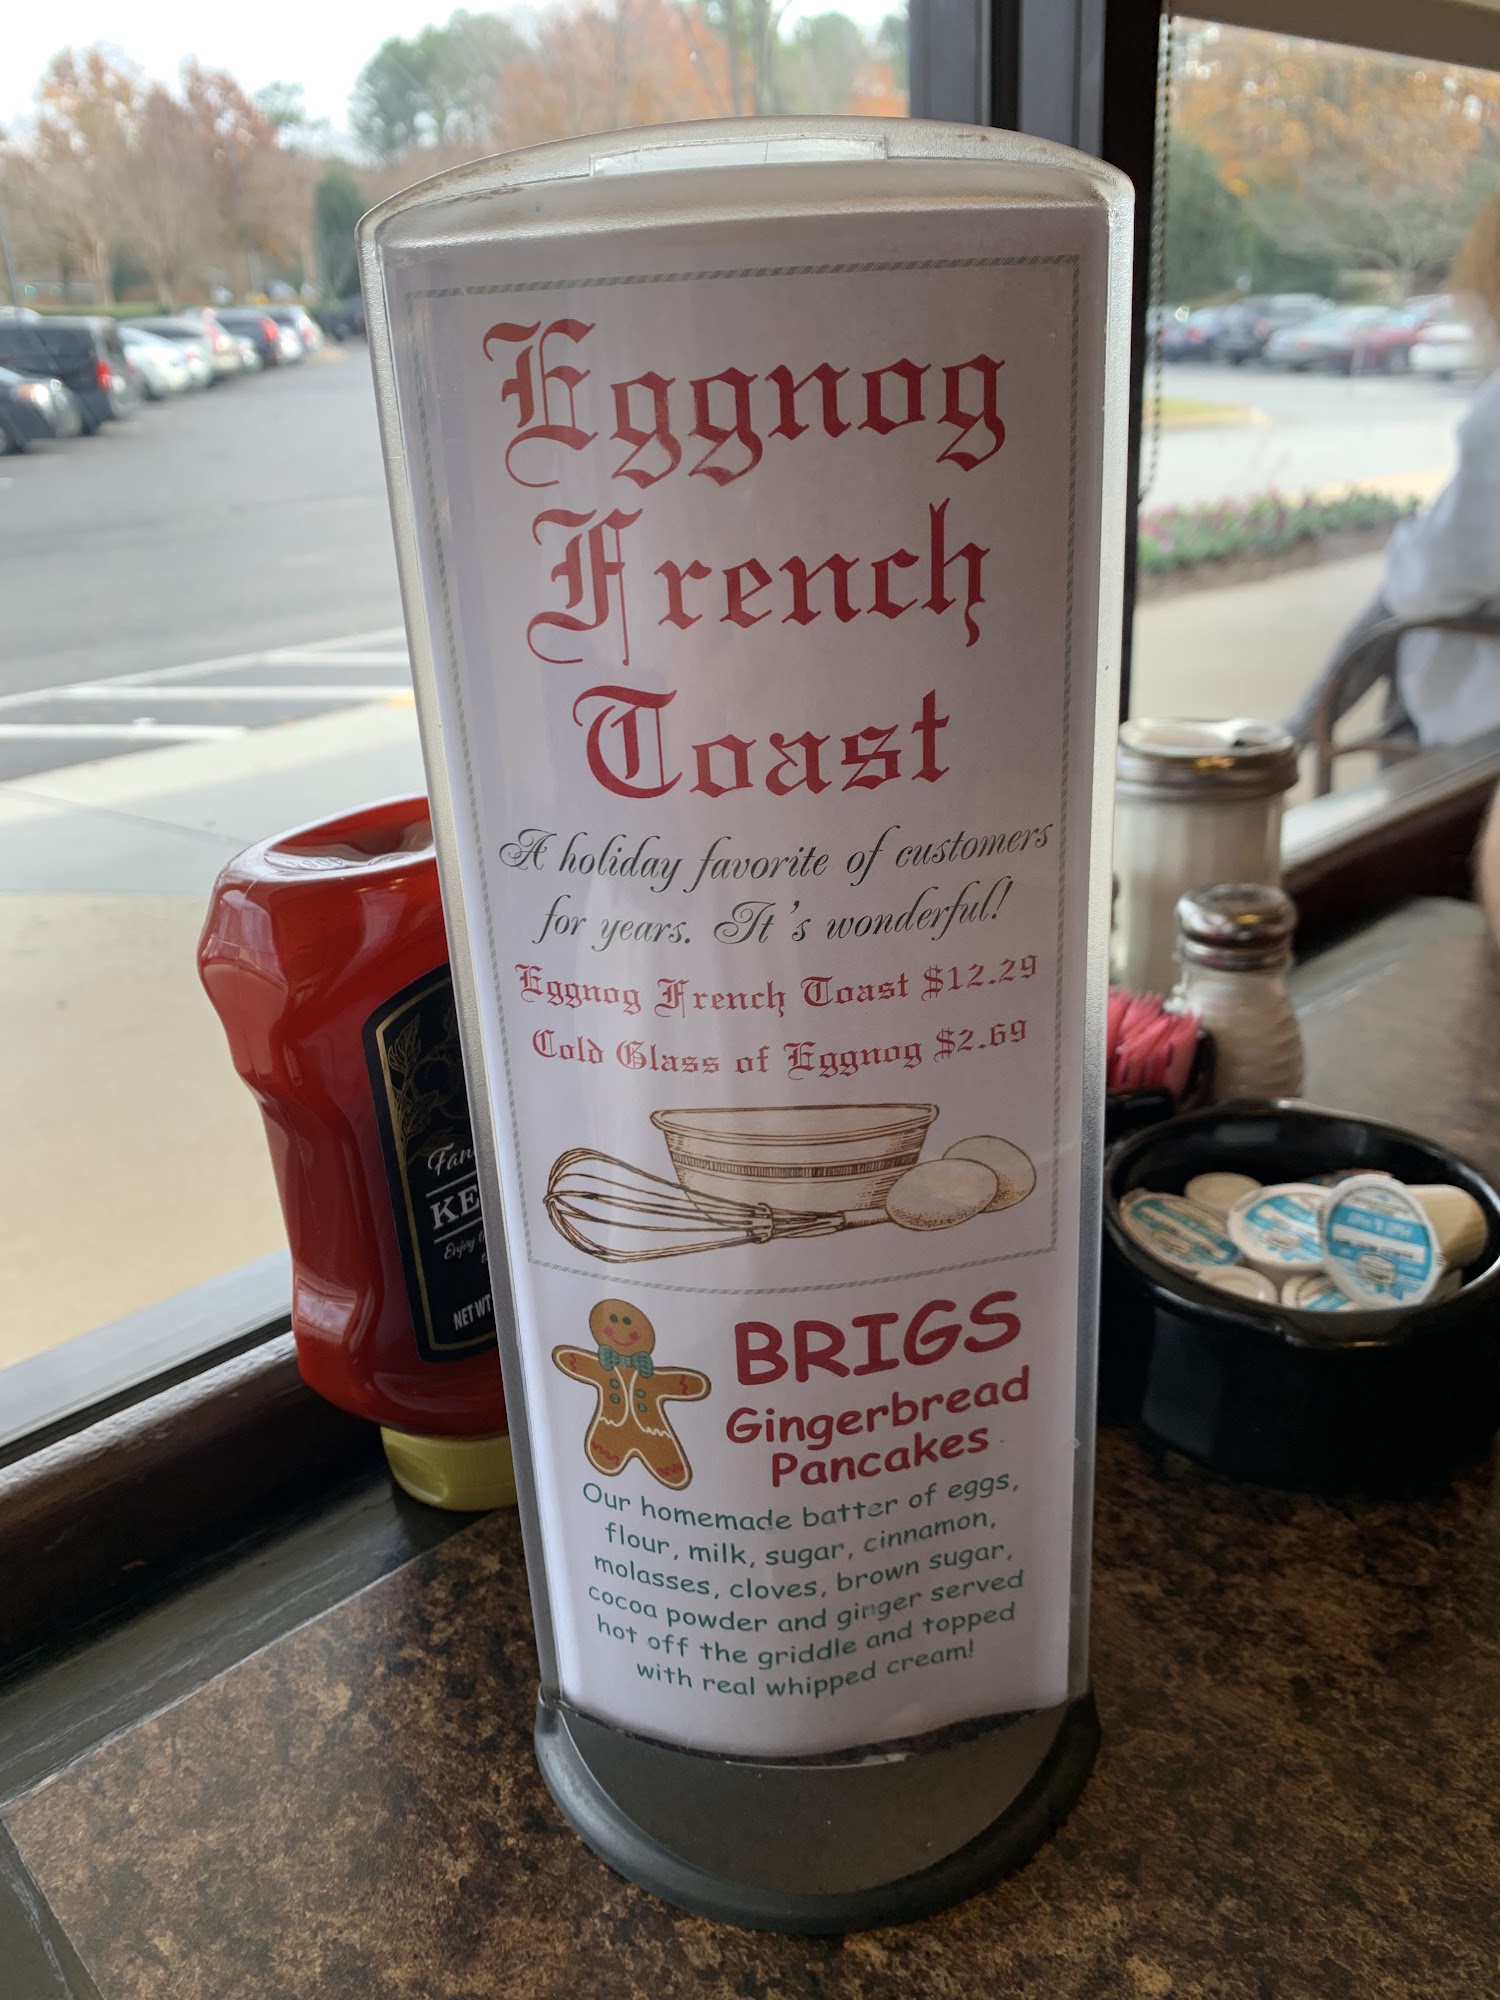 Eggnog
French
Toast
A holiday favorite of customers
for years. It's wonderful!
Eggnog French Toast $12.29
Cold Glass of Eggnog $2.69
BRIGS
Gingerbread
Pancakes
Our homemade batter of eggs,
flour, milk, sugar, cinnamon,
molasses, cloves, brown sugar,
cocoa powder and ginger served
hot off the griddle and topped
with real whipped cream!
NET WT